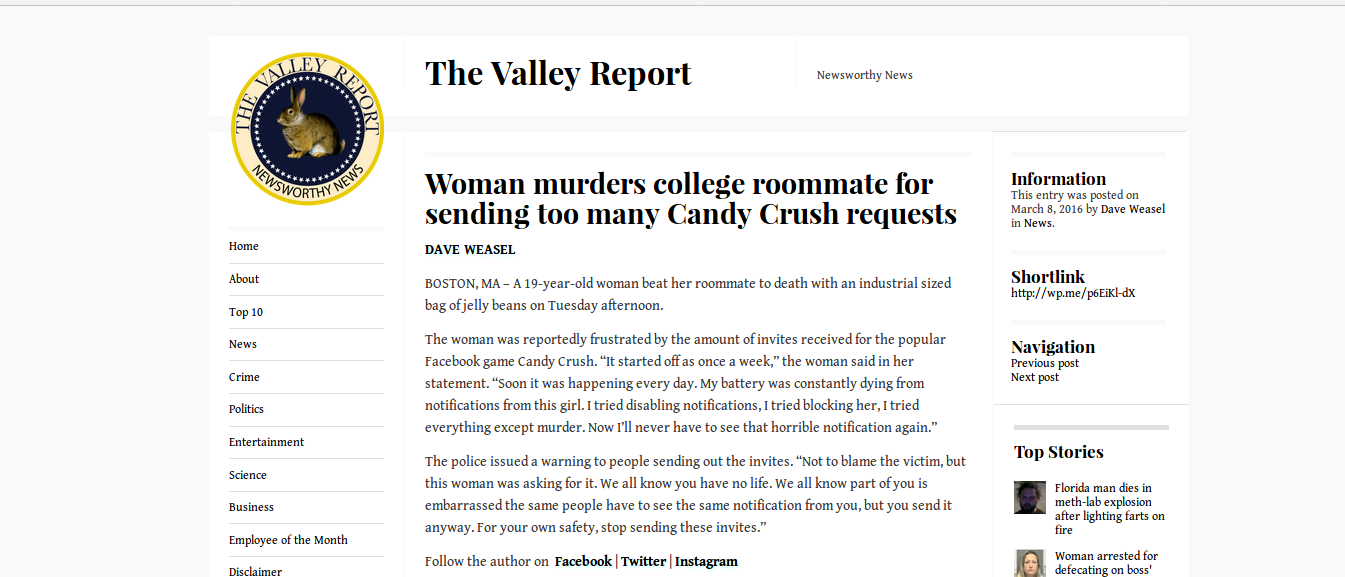 THE VALLEY REPORT
NEWSWORTHY NEWS
The Valley Report
Newsworthy News
Home
About
Top 10
News
Crime
Politics
Entertainment
Science
Business
Employee of the Month
Disclaimer
Woman murders college roommate for
sending too many Candy Crush requests
DAVE WEASEL
BOSTON, MA – A 19-year-old woman beat her roommate to death with an industrial sized
bag of jelly beans on Tuesday afternoon.
The woman was reportedly frustrated by the amount of invites received for the popular
Facebook game Candy Crush. “It started off as once a week,” the woman said in her
statement. “Soon it was happening every day. My battery was constantly dying from
notifications from this girl. I tried disabling notifications, I tried blocking her, I tried
everything except murder. Now I’ll never have to see that horrible notification again.”
The police issued a warning to people sending out the invites. “Not to blame the victim, but
this woman was asking for it. We all know you have no life. We all know part of you is
embarrassed the same people have to see the same notification from you, but you send it
anyway. For your own safety, stop sending these invites.”
Follow the author on Facebook | Twitter | Instagram
Information
This entry was posted on
March 8, 2016 by Dave Weasel
in News.
Shortlink
http://wp.me/p6EiKl-dX
Navigation
Previous post
Next post
Top Stories
Florida man dies in
meth-lab explosion
after lighting farts on
fire
Woman arrested for
defecating on boss'